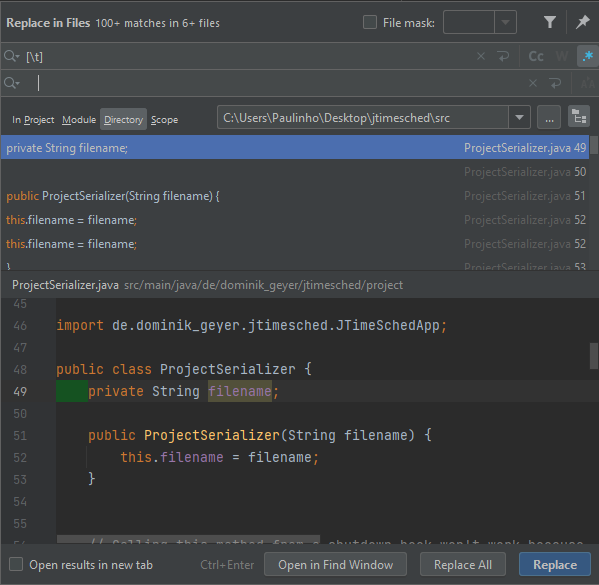 Replace in Files 100+ matches in 6+ files File mask:
[\t] Cc W .*
In Project Module Directory Scope C:\Users\Paulinho\Desktop\jtimesched\src ...
private String filename; ProjectSerializer.java 49
ProjectSerializer.java 50
public ProjectSerializer(String filename) { ProjectSerializer.java 51
this.filename = filename; ProjectSerializer.java 52
this.filename = filename; ProjectSerializer.java 52
} ProjectSerializer.java 53
ProjectSerializer.java src/main/java/de/dominik_geyer/jtimesched/project
45
46 import de.dominik_geyer.jtimesched.JTimeSchedApp;
47
48 public class ProjectSerializer {
49 private String filename;
50
51 public ProjectSerializer(String filename) {
52 this.filename = filename;
53 }
54
55
56 // Calling this method from a shutdown hook won't work because
Open results in new tab Ctrl+Enter Open in Find Window Replace All Replace